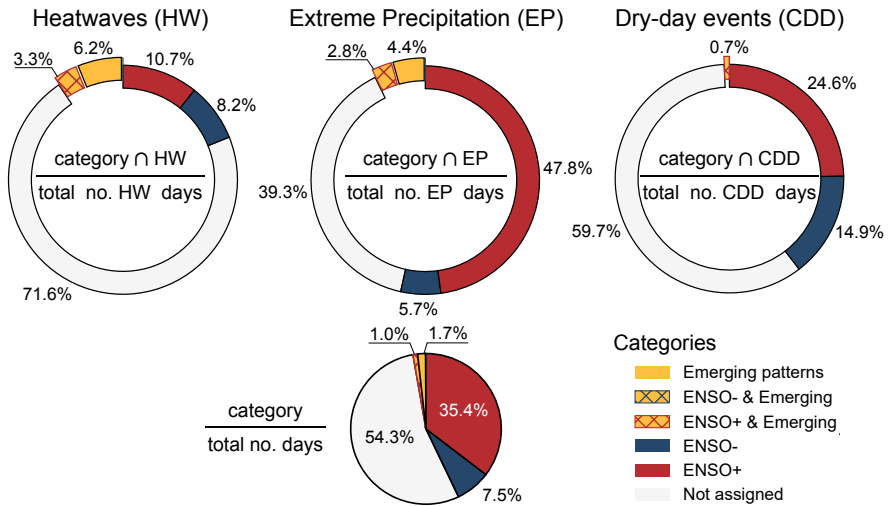 Heatwaves (HW)
Extreme Precipitation (EP)
Dry-day events (CDD)
3.3%
6.2%
10.7%
8.2%
71.6%
category ∩ HW
total no. HW days
2.8%
4.4%
47.8%
5.7%
39.3%
category ∩ EP
total no. EP days
0.7%
24.6%
14.9%
59.7%
category ∩ CDD
total no. CDD days
1.0%
1.7%
35.4%
7.5%
54.3%
category
total no. days
Categories
Emerging patterns
ENSO- & Emerging
ENSO+ & Emerging
ENSO-
ENSO+
Not assigned